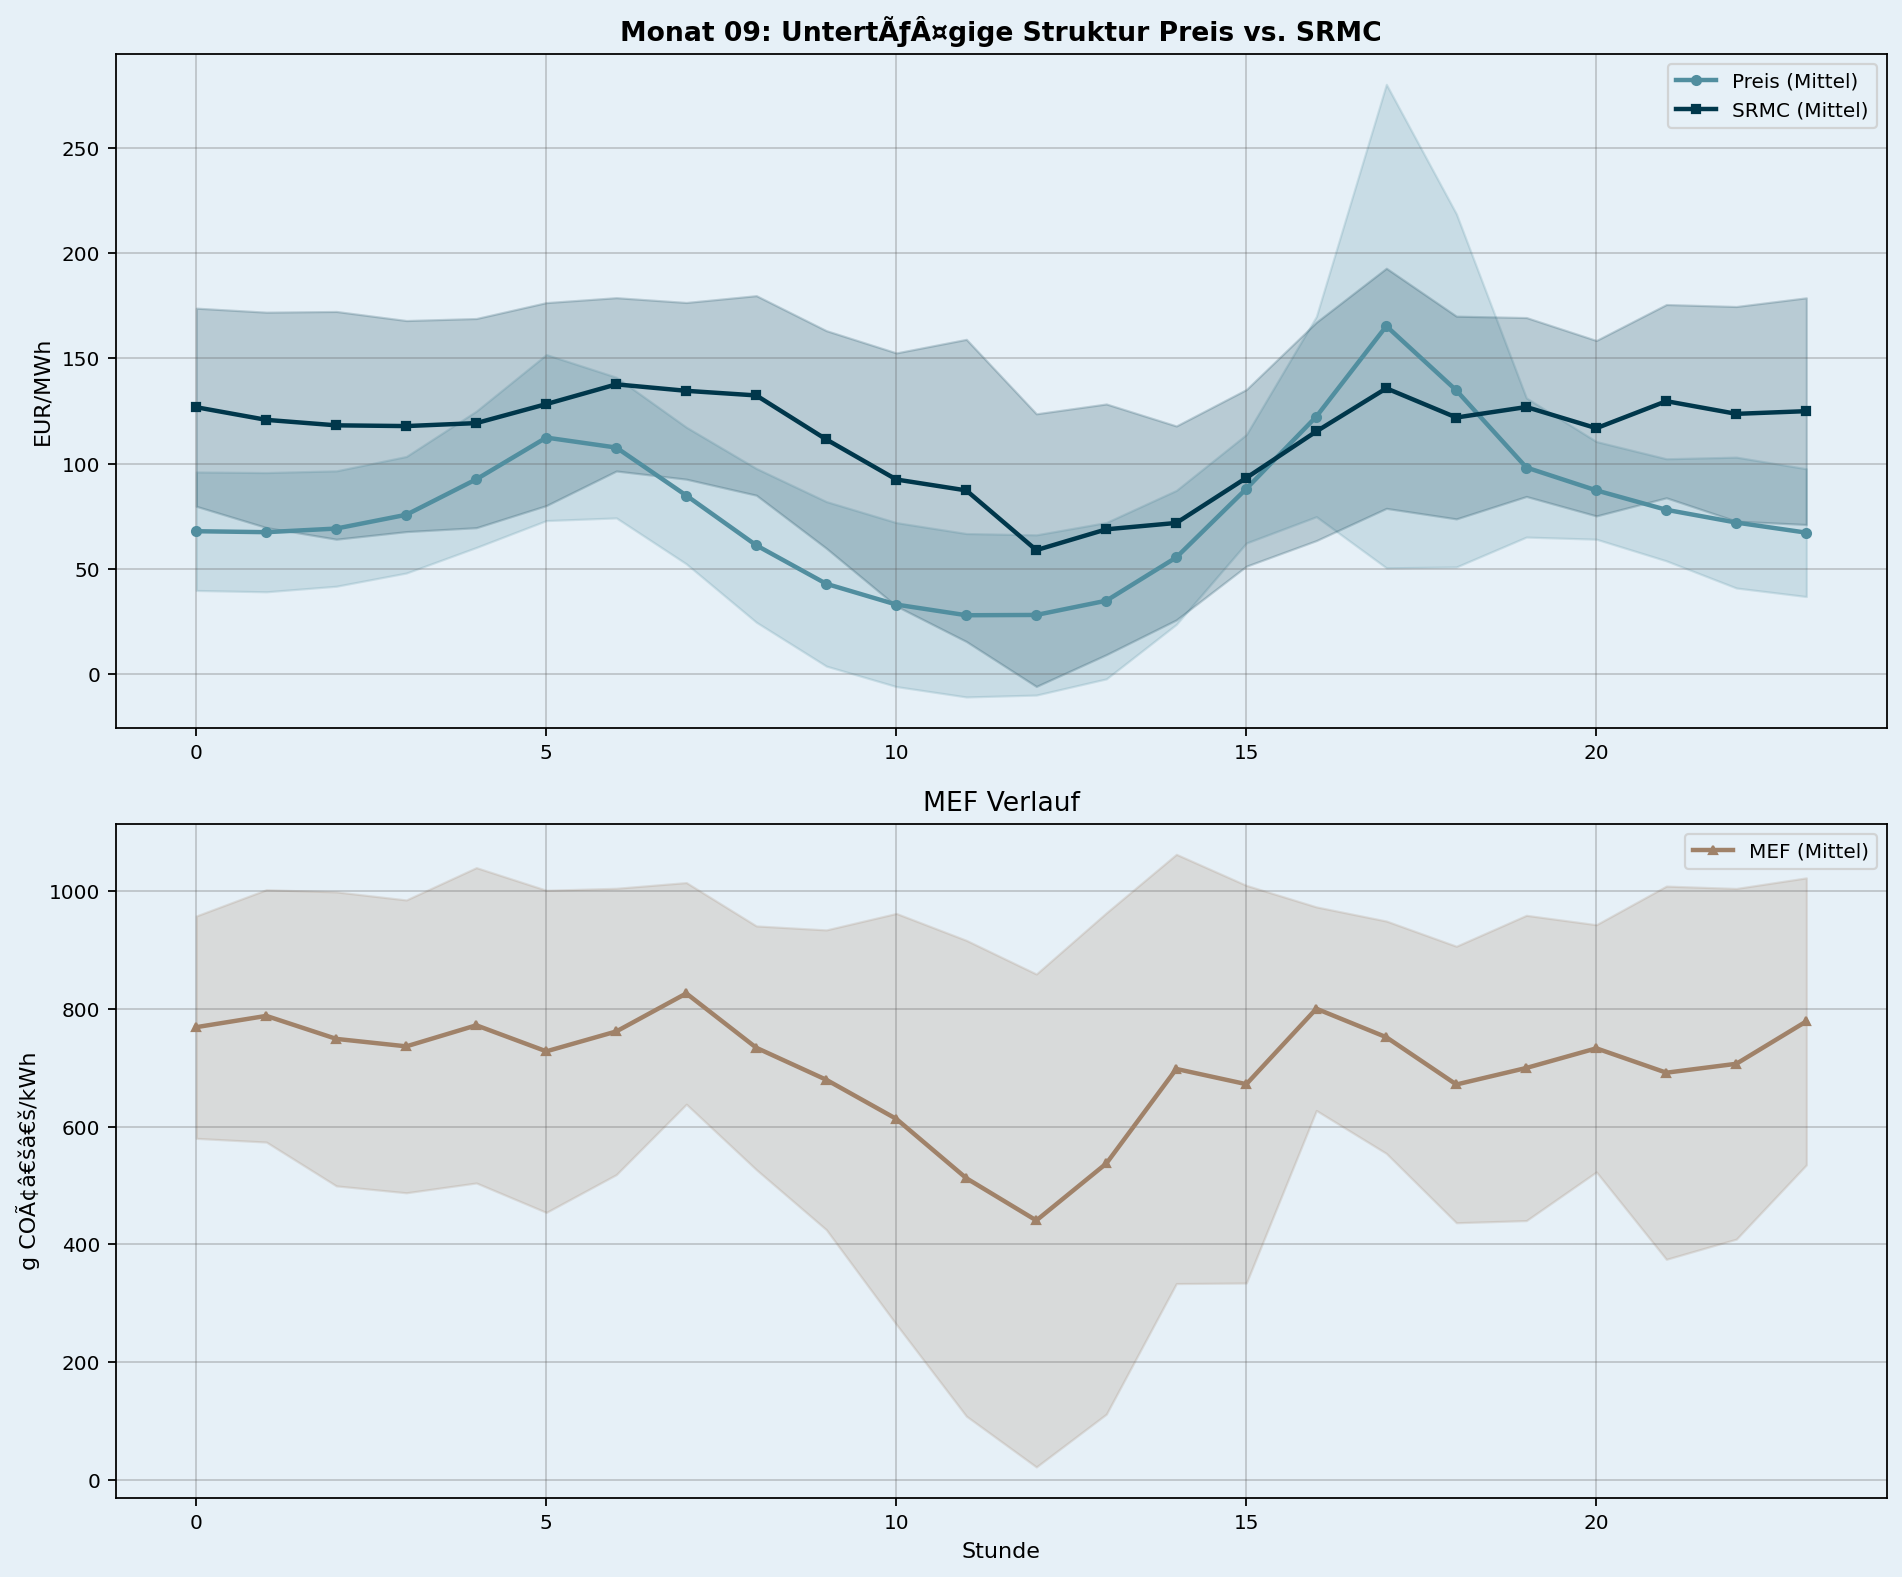 Monat 09: UntertÃƒÂ¤gige Struktur Preis vs. SRMC
Preis (Mittel)
SRMC (Mittel)
EUR/MWh
250
200
150
100
50
0
0 5 10 15 20
MEF Verlauf
MEF (Mittel)
g COÃ¢â€šâ€š/kWh
1000
800
600
400
200
0
0 5 10 15 20
Stunde